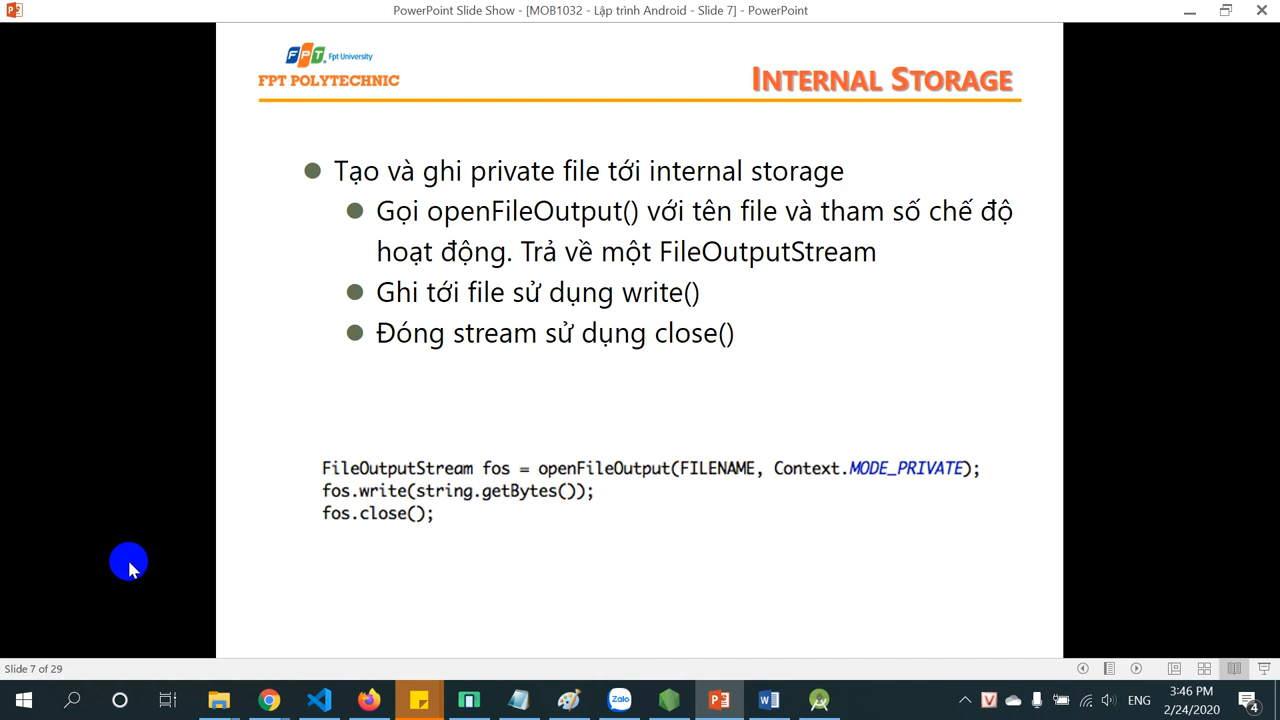 PowerPoint Slide Show - [MOB1032 - Lập trình Android - Slide 7] - PowerPoint
FPT. Fpt University
FPT POLYTECHNIC
INTERNAL STORAGE
Tạo và ghi private file tới internal storage
Gọi openFileOutput() với tên file và tham số chế độ
hoạt động. Trả về một FileOutputStream
Ghi tới file sử dụng write()
Đóng stream sử dụng close()
FileOutputStream fos = openFileOutput(FILENAME, Context.MODE_PRIVATE);
fos.write(string.getBytes());
fos.close();
Slide 7 of 29
Zalo
ENG
3:46 PM
2/24/2020
4